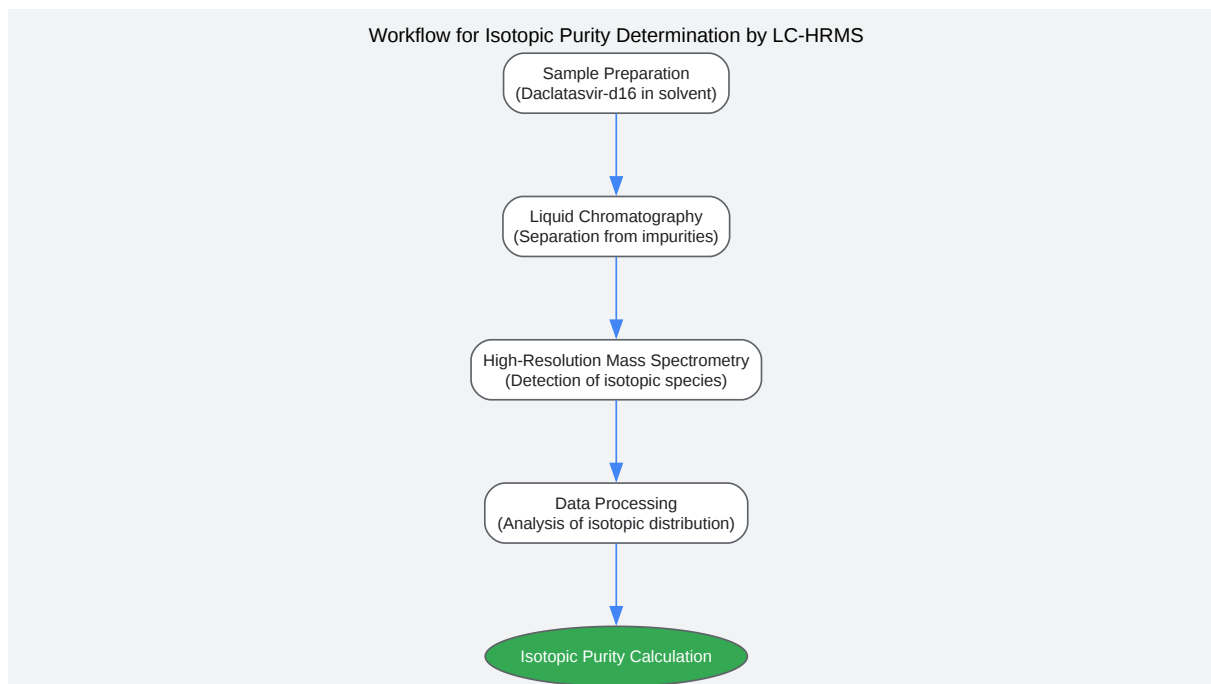 Workflow for Isotopic Purity Determination by LC-HRMS
Sample Preparation
(Daclatasvir-d16 in solvent)
Liquid Chromatography
(Separation from impurities)
High-Resolution Mass Spectrometry
(Detection of isotopic species)
Data Processing
(Analysis of isotopic distribution)
Isotopic Purity Calculation